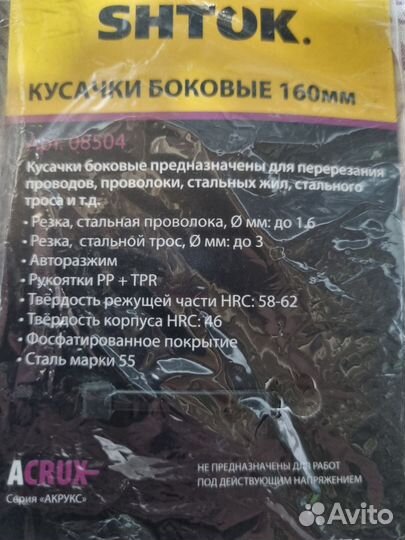 SHTOK.
КУСАЧКИ БОКОВЫЕ 160мм
Арт. 08504
Кусачки боковые предназначены для перерезания
проводов, проволоки, стальных жил, стального
троса и т.д.
• Резка, стальная проволока, Ø мм: до 1.6
• Резка, стальной трос, Ø мм: до 3
• Авторазжим
• Рукоятки PP + TPR
• Твёрдость режущей части HRC: 58-62
• Твёрдость корпуса HRC: 46
• Фосфатированное покрытие
• Сталь марки 55
ACRUX
Серия «АКРУКС»
НЕ ПРЕДНАЗНАЧЕНЫ ДЛЯ РАБОТ
ПОД ДЕЙСТВУЮЩИМ НАПРЯЖЕНИЕМ
Avito